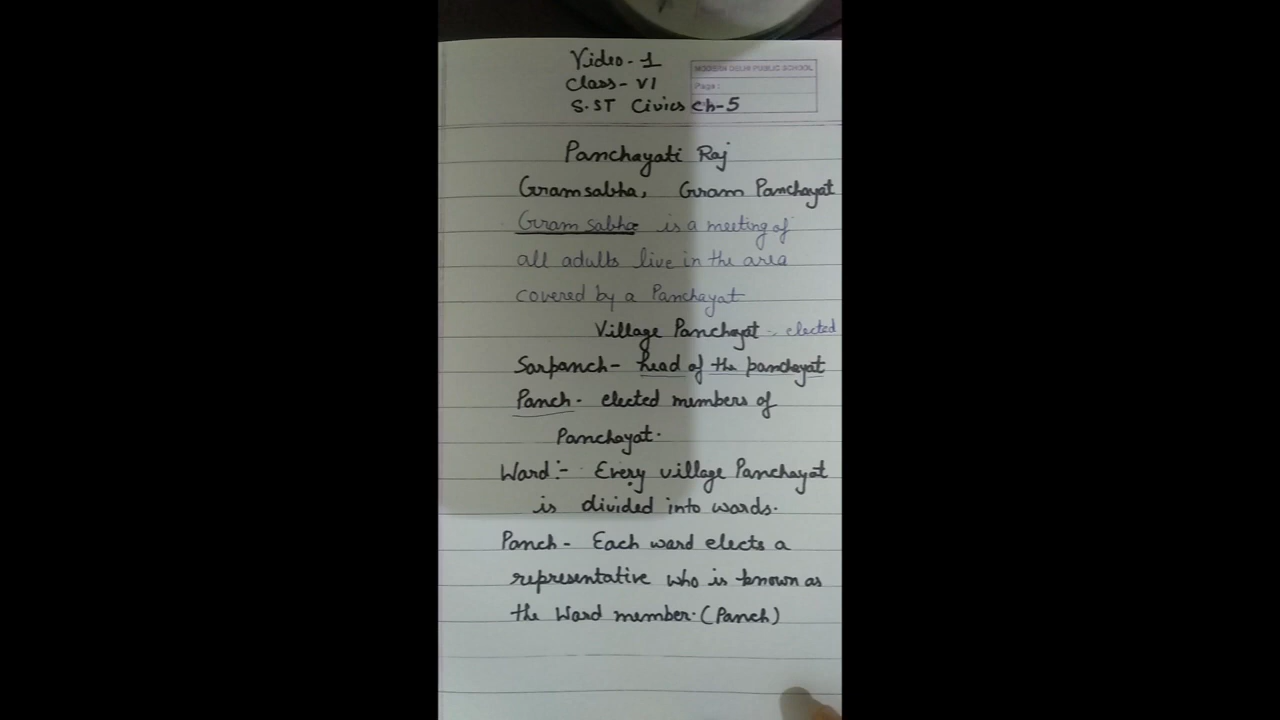 Video-1
Class-VI
S.ST Civics Ch-5
MODERN DELHI PUBLIC SCHOOL
Page :
Panchayati Raj
Gramsabha, Gram Panchayat
Gram sabha is a meeting of
all adults live in the area
covered by a Panchayat
Village Panchayat - elected
Sarpanch- head of the panchayat
Panch- elected members of
Panchayat.
Ward:- Every village Panchayat
is divided into wards.
Panch- Each ward elects a
representative who is known as
the Ward member.(Panch)